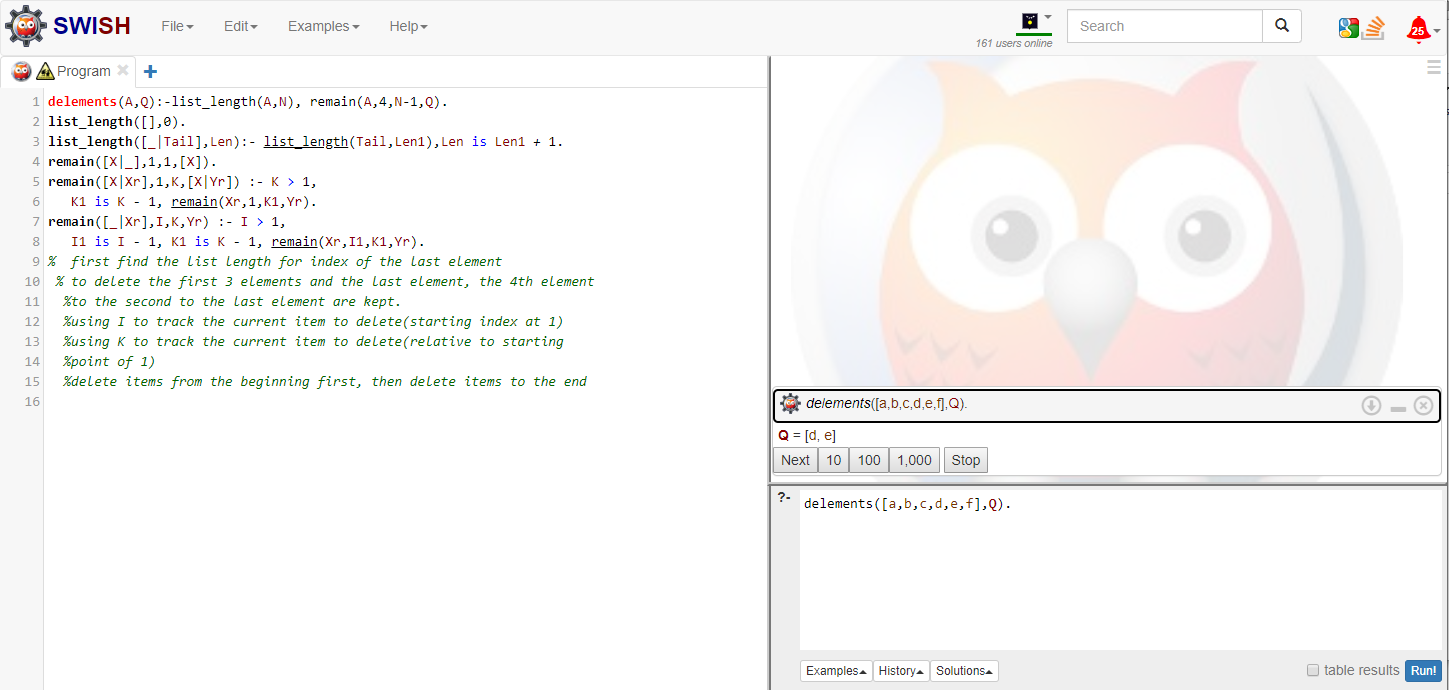 SWISH File Edit Examples Help 161 users online Search 25
Program
1 delements(A,Q):-list_length(A,N), remain(A,4,N-1,Q).
2 list_length([],0).
3 list_length([_|Tail],Len):- list_length(Tail,Len1),Len is Len1 + 1.
4 remain([X|_],1,1,[X]).
5 remain([X|Xr],1,K,[X|Yr]) :- K > 1,
6 K1 is K - 1, remain(Xr,1,K1,Yr).
7 remain([_|Xr],I,K,Yr) :- I > 1,
8 I1 is I - 1, K1 is K - 1, remain(Xr,I1,K1,Yr).
9 % first find the list length for index of the last element
10 % to delete the first 3 elements and the last element, the 4th element
11 %to the second to the last element are kept.
12 %using I to track the current item to delete(starting index at 1)
13 %using K to track the current item to delete(relative to starting
14 %point of 1)
15 %delete items from the beginning first, then delete items to the end
16
delements([a,b,c,d,e,f],Q).
Q = [d, e]
Next 10 100 1,000 Stop
?- delements([a,b,c,d,e,f],Q).
Examples History Solutions table results Run!